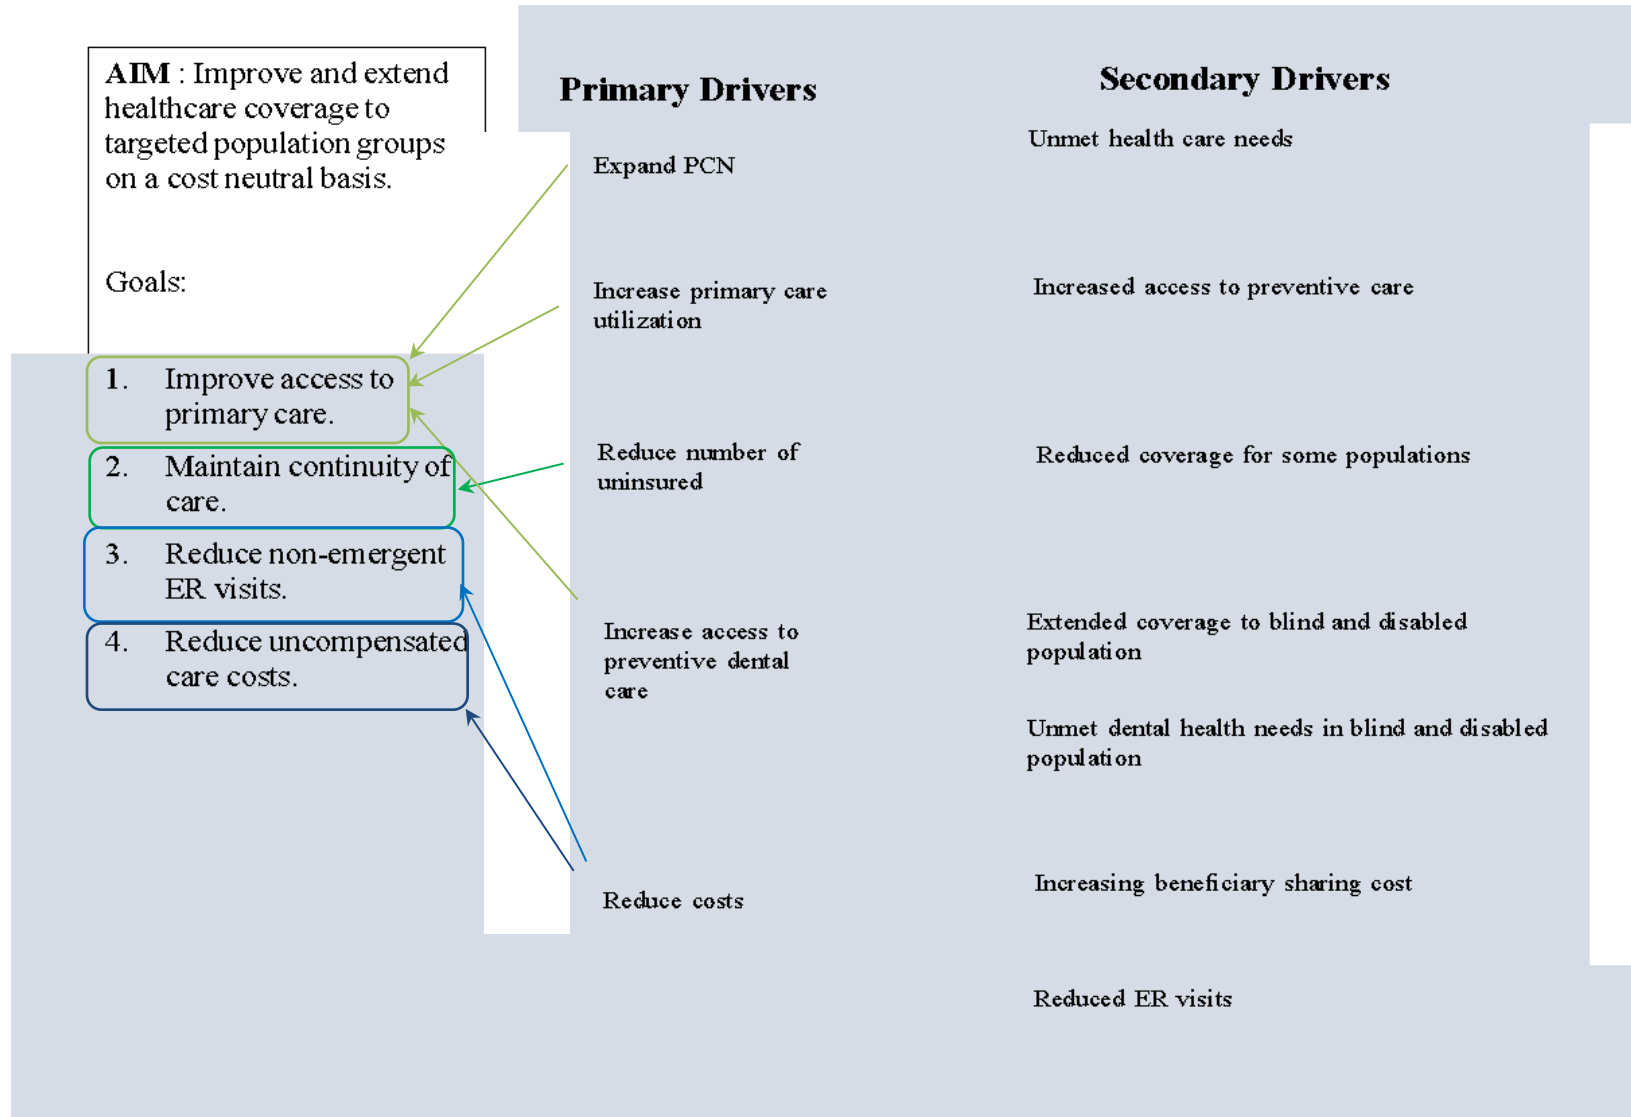 AIM : Improve and extend
healthcare coverage to
targeted population groups
on a cost neutral basis.
Goals:
1. Improve access to
primary care.
2. Maintain continuity of
care.
3. Reduce non-emergent
ER visits.
4. Reduce uncompensated
care costs.
Primary Drivers
Expand PCN
Increase primary care
utilization
Reduce number of
uninsured
Increase access to
preventive dental
care
Reduce costs
Secondary Drivers
Unmet health care needs
Increased access to preventive care
Reduced coverage for some populations
Extended coverage to blind and disabled
population
Unmet dental health needs in blind and disabled
population
Increasing beneficiary sharing cost
Reduced ER visits